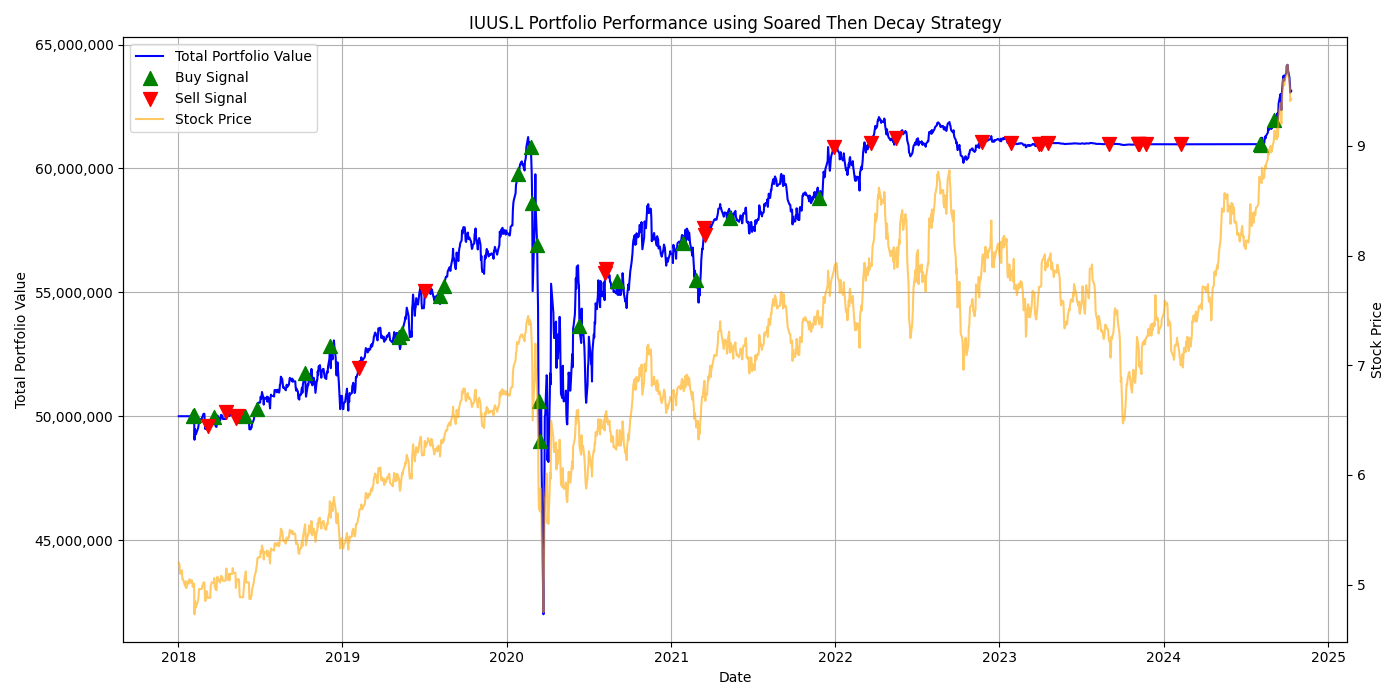 IUUS.L Portfolio Performance using Soared Then Decay Strategy
Total Portfolio Value
Buy Signal
Sell Signal
Stock Price
65,000,000
60,000,000
55,000,000
50,000,000
45,000,000
Total Portfolio Value
9
8
7
6
5
Stock Price
2018 2019 2020 2021 2022 2023 2024 2025
Date